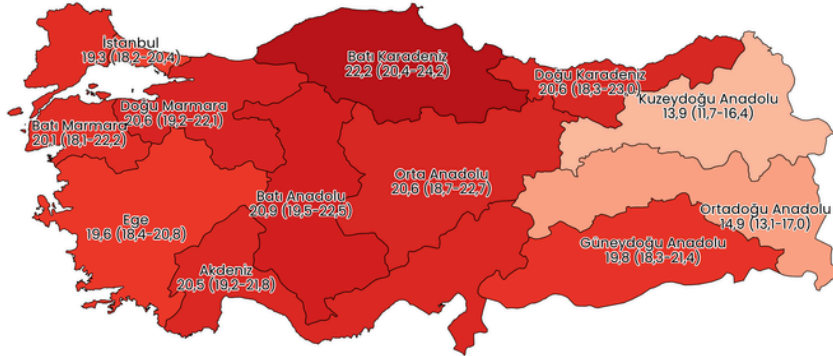 İstanbul
19,3 (18,2-20,4)
Batı Karadeniz
22,2 (20,4-24,2)
Doğu Karadeniz
20,6 (18,3-23,0)
Kuzeydoğu Anadolu
13,9 (11,7-16,4)
Doğu Marmara
20,6 (19,2-22,1)
Batı Marmara
20,1 (18,1-22,2)
Orta Anadolu
20,6 (18,7-22,7)
Batı Anadolu
20,9 (19,5-22,5)
Ortadoğu Anadolu
14,9 (13,1-17,0)
Ege
19,6 (18,4-20,8)
Güneydoğu Anadolu
19,8 (18,3-21,4)
Akdeniz
20,5 (19,2-21,8)